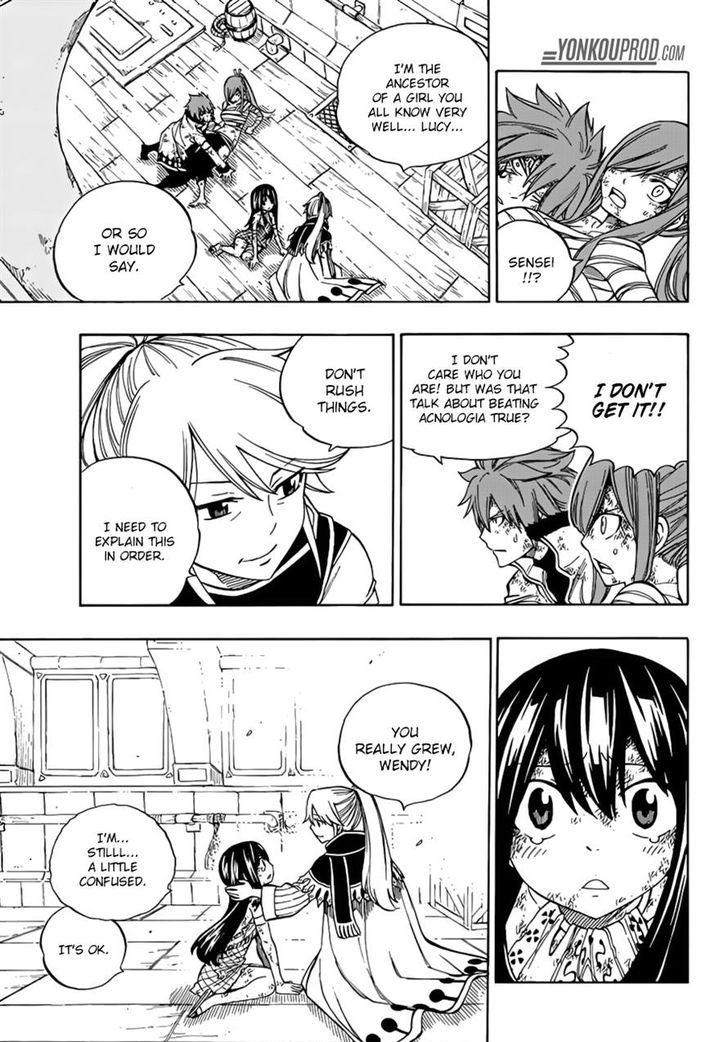 YONKOUPROD.COM
SENSEI
!!?
I'M THE
ANCESTOR
OF A GIRL YOU
ALL KNOW VERY
WELL... LUCY...
OR SO
I WOULD
SAY.
I DON'T
GET IT!!
I DON'T
CARE WHO YOU
ARE! BUT WAS THAT
TALK ABOUT BEATING
ACNOLOGIA TRUE?
DON'T
RUSH
THINGS.
I NEED TO
EXPLAIN THIS
IN ORDER.
YOU
REALLY GREW,
WENDY!
I'M...
STILLL...
A LITTLE
CONFUSED.
IT'S OK.